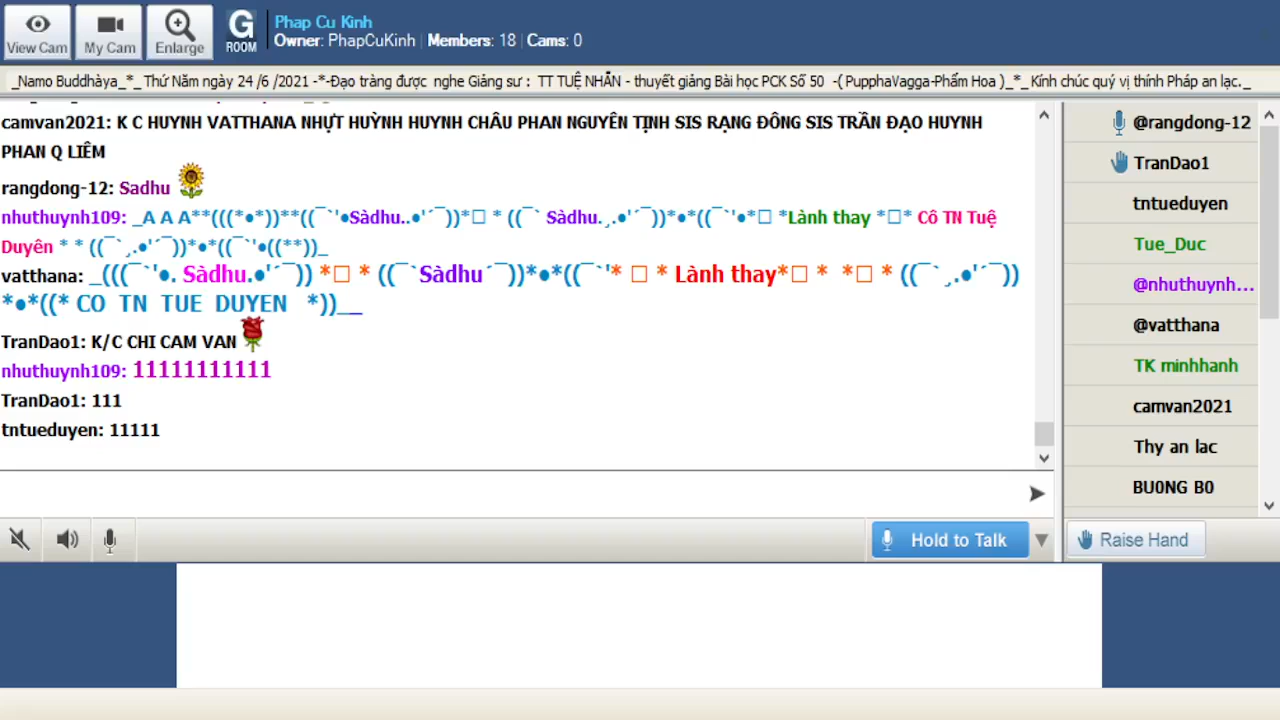 View Cam
My Cam
Enlarge
G
ROOM
Phap Cu Kinh
Owner: PhapCuKinh | Members: 18 | Cams: 0
_Namo Buddhàya_*_ Thứ Năm ngày 24 /6 /2021 -*-Đạo tràng được nghe Giảng sư : TT TUỆ NHẪN - thuyết giảng Bài học PCK Số 50 -( PupphaVagga-Phẩm Hoa )_*_Kính chúc quý vị thính Pháp an lạc._
camvan2021: K C HUYNH VATTHANA NHỰT HUỲNH HUYNH CHÂU PHAN NGUYÊN TỊNH SIS RẠNG ĐÔNG SIS TRẦN ĐẠO HUYNH
PHAN Q LIÊM
rangdong-12: Sadhu
nhuthuynh109: _A A A**(((*●*))**((¯`'●Sàdhu..●'´¯))*□ * ((¯` Sàdhu.¸.●'´¯))*●*((¯`'●*□ *Lành thay *□* Cô TN Tuệ
Duyên * * ((¯`¸.●'´¯))*●*((¯`'●((**))_
vatthana: _(((¯`'●. Sàdhu.●'´¯)) *□ * ((¯`Sàdhu´¯))*●*((¯`'* □ * Lành thay*□ * *□ * ((¯`¸.●'´¯))
*●*((* CO TN TUE DUYEN *))__
TranDao1: K/C CHI CAM VAN
nhuthuynh109: 11111111111
TranDao1: 111
tntueduyen: 11111
@rangdong-12
TranDao1
tntueduyen
Tue_Duc
@nhuthuynh...
@vatthana
TK minhhanh
camvan2021
Thy an lac
BU0NG B0
Hold to Talk
Raise Hand